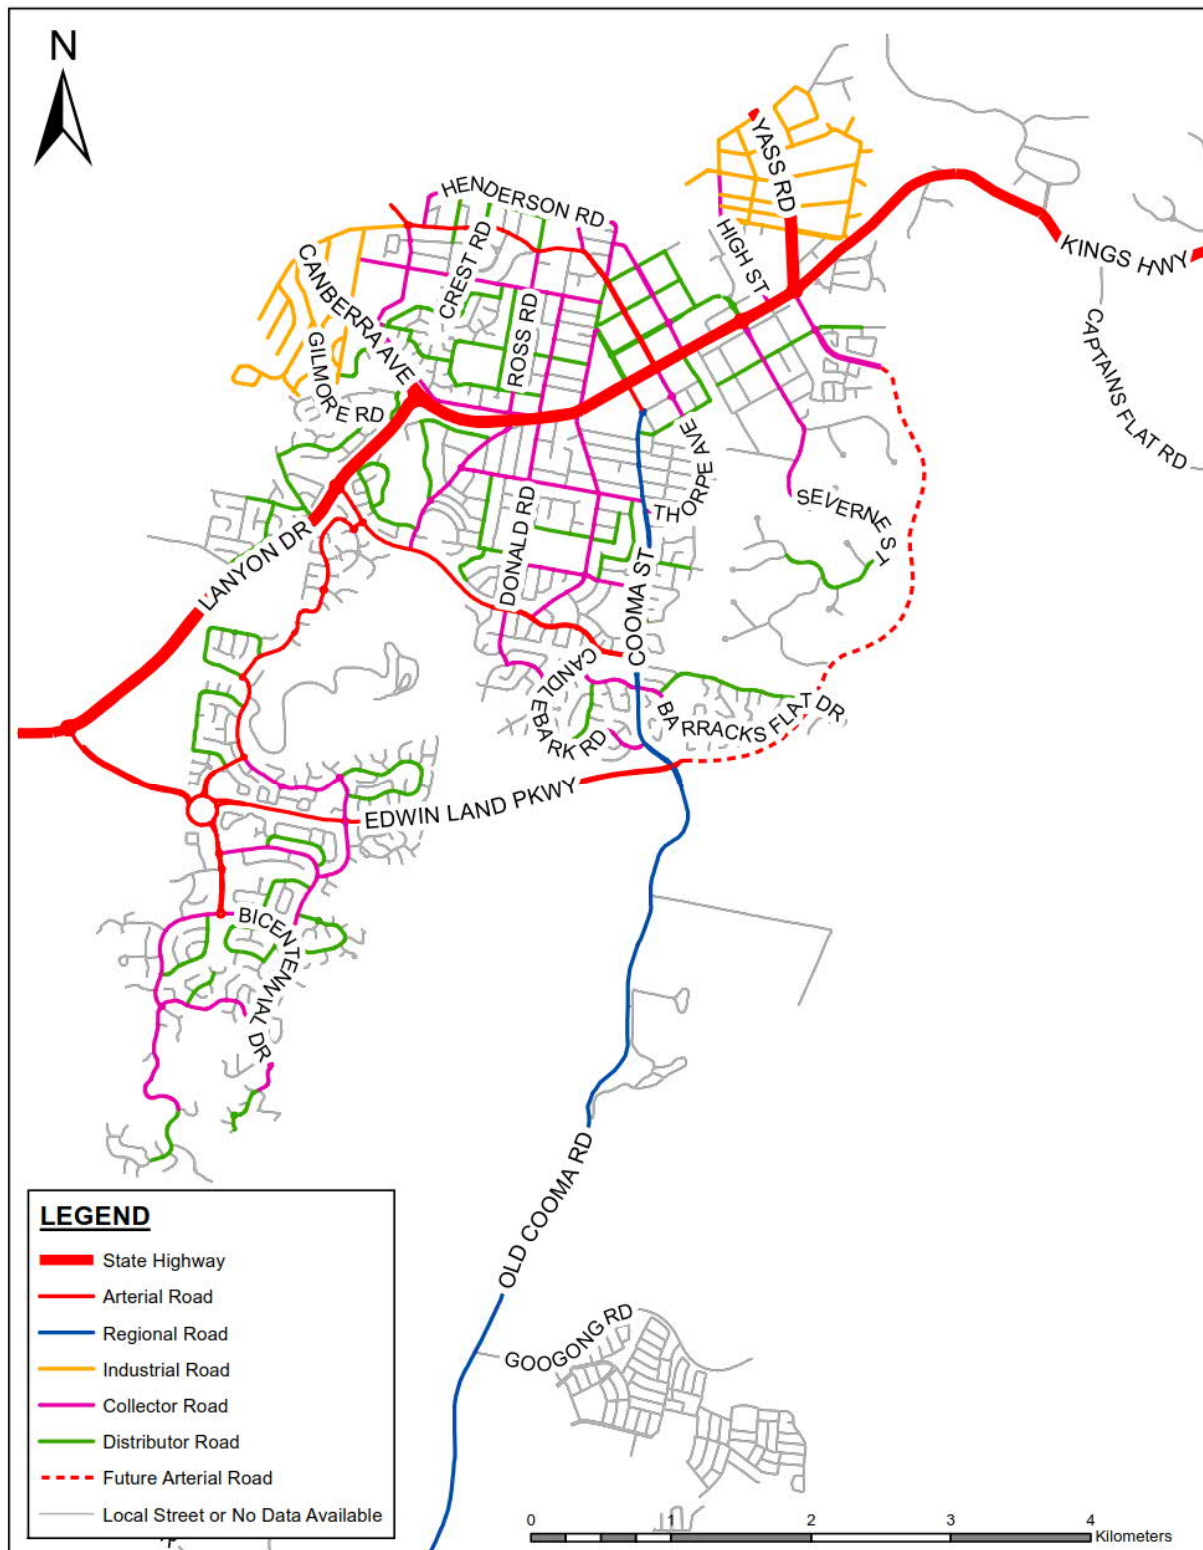 N
YASS RD
HENDERSON RD
HIGH ST
KINGS HWY
CANBERRA AVE
CREST RD
ROSS RD
CAPTAINS FLAT RD
GILMORE RD
THORPE AVE
SEVERNE ST
LANYON DR
DONALD RD
COOMA ST
CANDLEBARK RD
BARRACKS FLAT DR
EDWIN LAND PKWY
BICENTENNIAL DR
OLD COOMA RD
GOOGONG RD
LEGEND
State Highway
Arterial Road
Regional Road
Industrial Road
Collector Road
Distributor Road
Future Arterial Road
Local Street or No Data Available
0 1 2 3 4
Kilometers